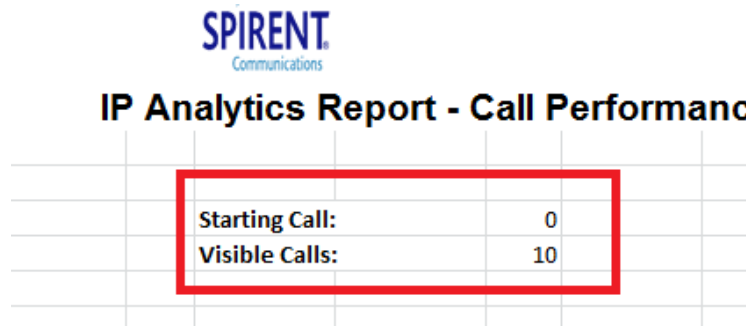 SPIRENT
Communications
IP Analytics Report - Call Performanc
Starting Call: 0
Visible Calls: 10